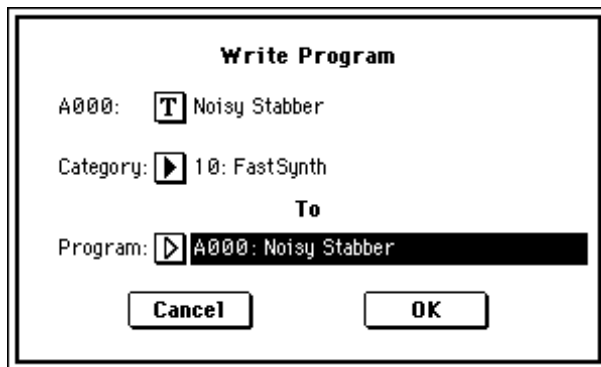 Write Program
A000: T Noisy Stabber
Category: 10: FastSynth
To
Program: A000: Noisy Stabber
Cancel OK